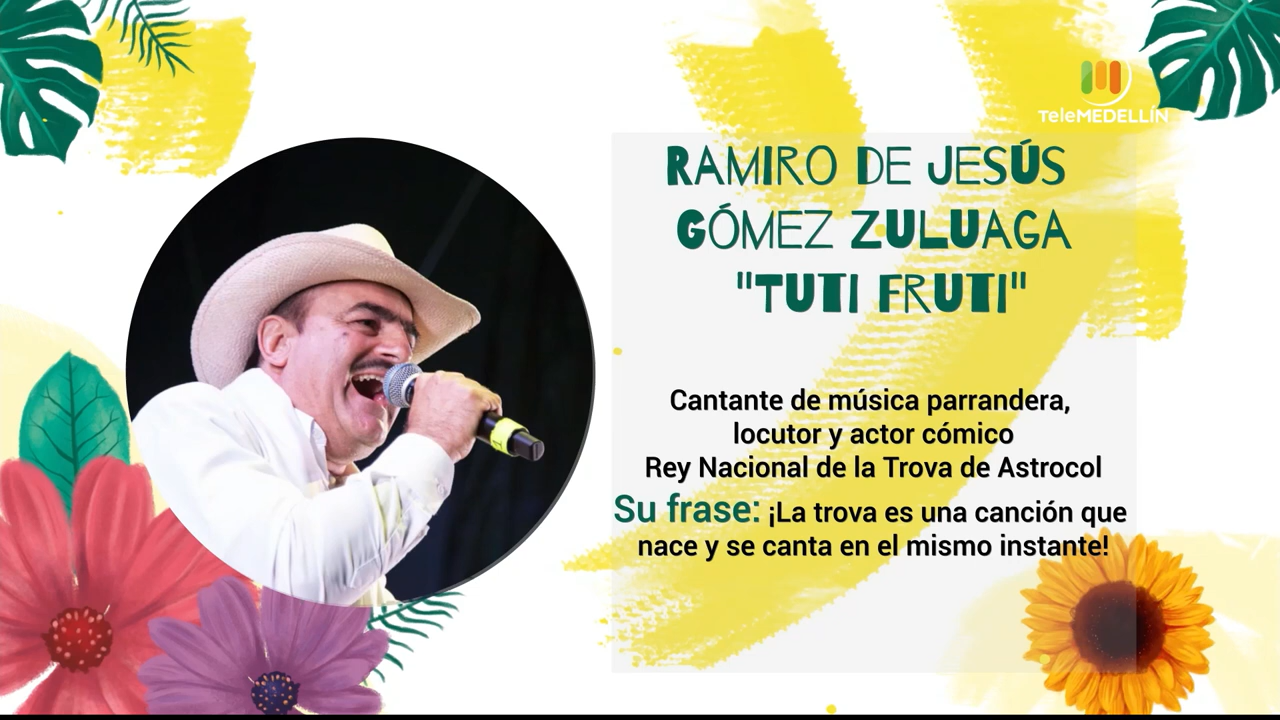 TeleMEDELLÍN
RAMIRO DE JESÚS
GÓMEZ ZULUAGA
"TUTI FRUTI"
Cantante de música parrandera,
locutor y actor cómico
Rey Nacional de la Trova de Astrocol
Su frase: ¡La trova es una canción que
nace y se canta en el mismo instante!